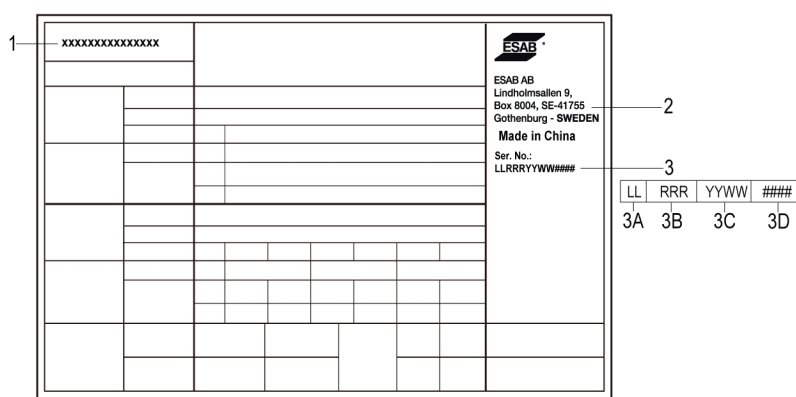 1
xxxxxxxxxxxxxxx
ESAB
ESAB AB
Lindholmsallen 9,
Box 8004, SE-41755
Gothenburg - SWEDEN
2
Made in China
Ser. No.:
LLRRRYYWW####
3
LL RRR YYWW ####
3A 3B 3C 3D